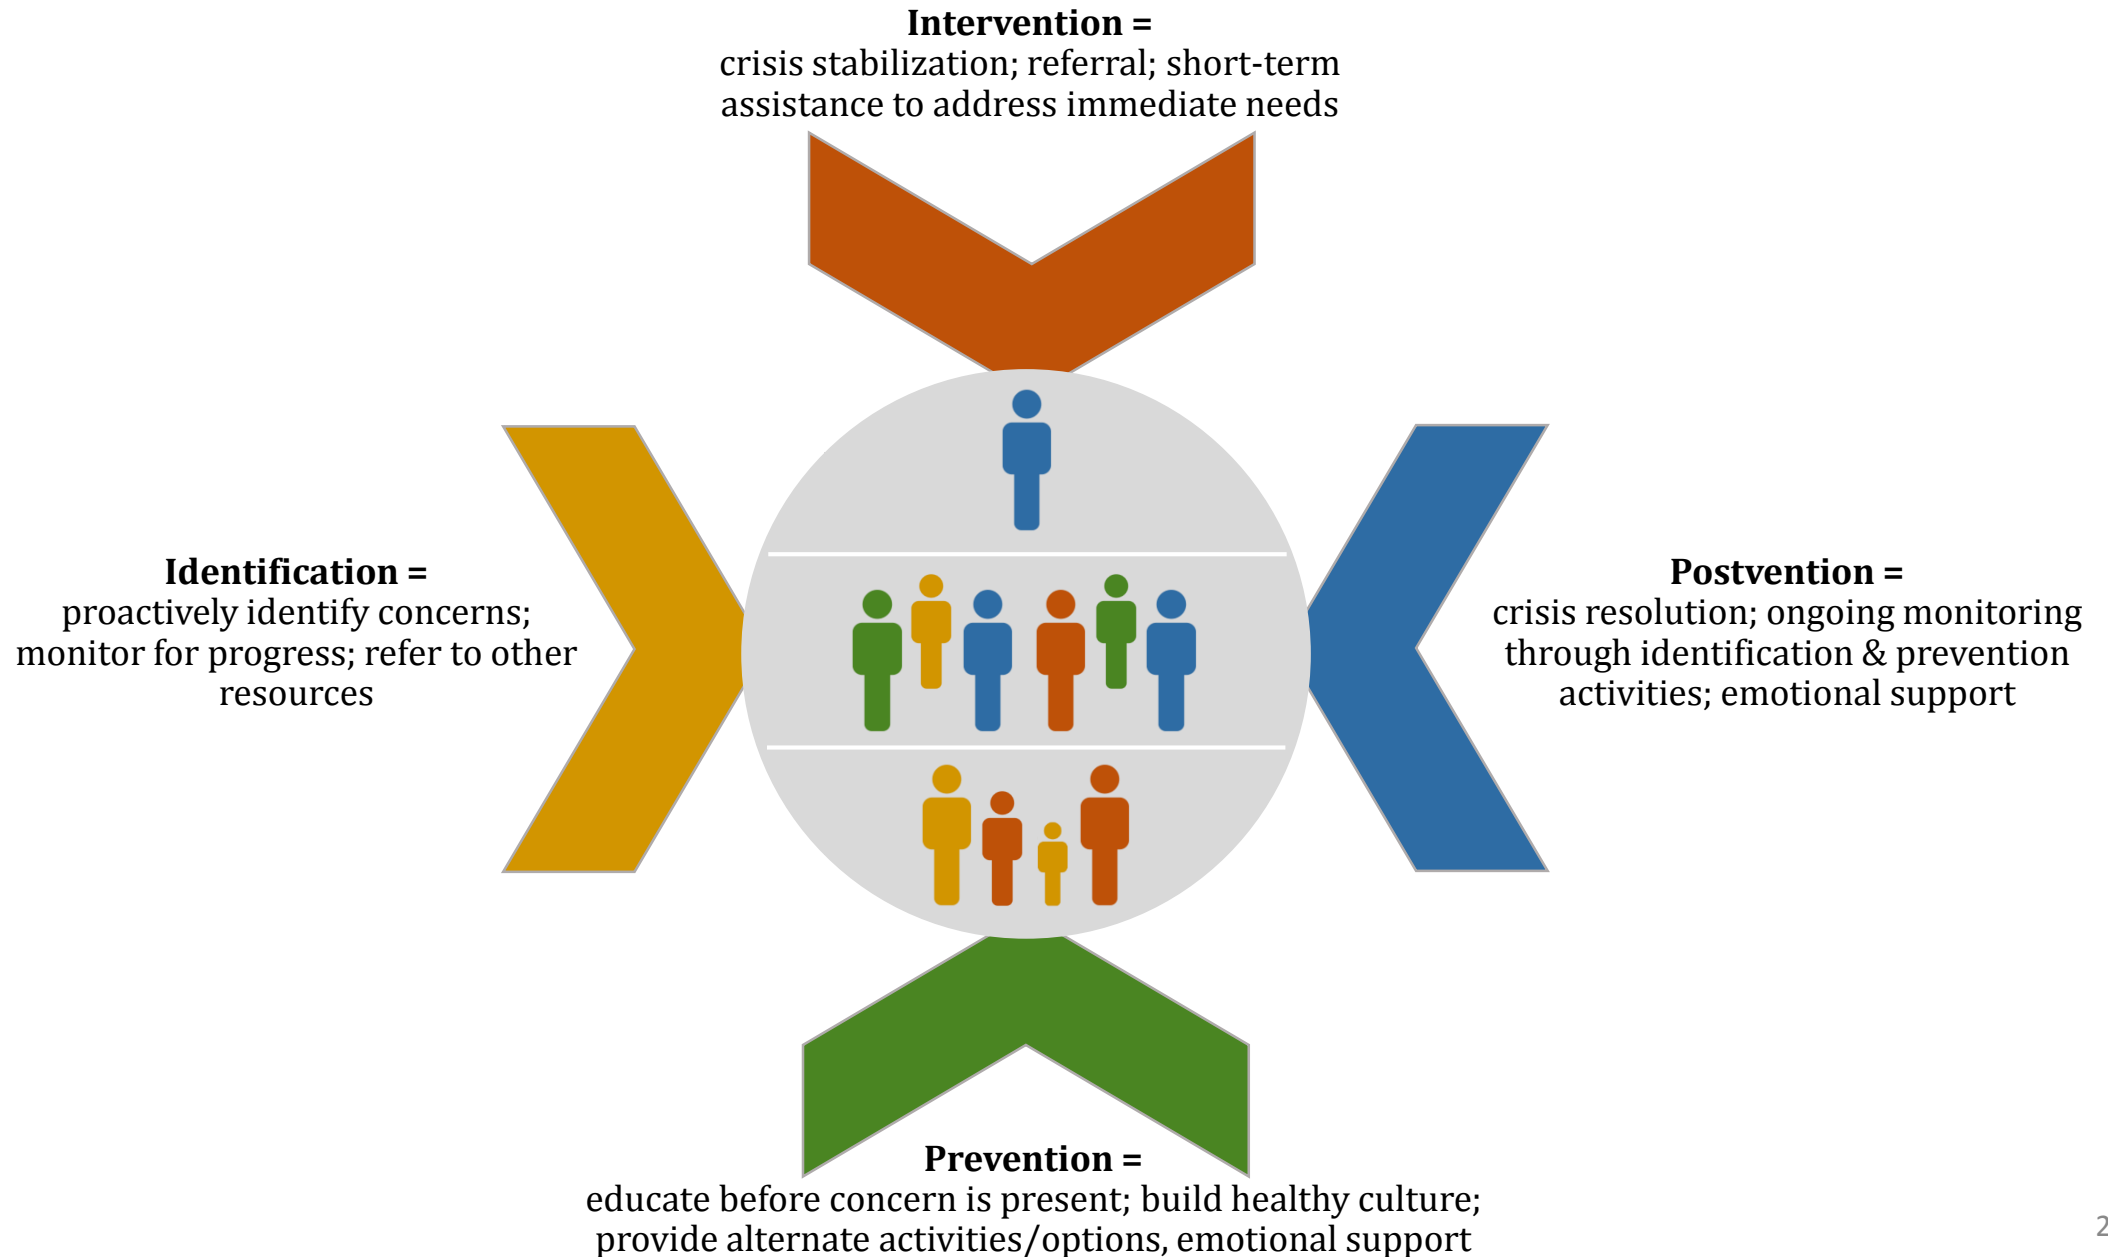 Intervention =
crisis stabilization; referral; short-term
assistance to address immediate needs
Identification =
proactively identify concerns;
monitor for progress; refer to other
resources
Postvention =
crisis resolution; ongoing monitoring
through identification & prevention
activities; emotional support
Prevention =
educate before concern is present; build healthy culture;
provide alternate activities/options, emotional support
2